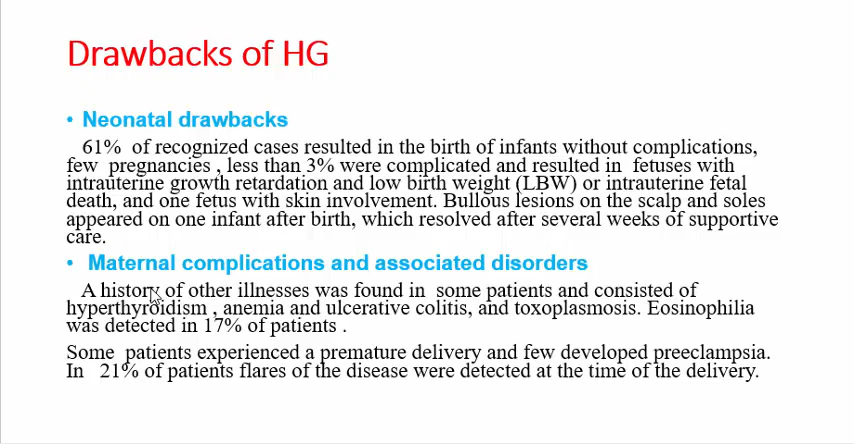 Drawbacks of HG
• Neonatal drawbacks
61% of recognized cases resulted in the birth of infants without complications,
few pregnancies , less than 3% were complicated and resulted in fetuses with
intrauterine growth retardation and low birth weight (LBW) or intrauterine fetal
death, and one fetus with skin involvement. Bullous lesions on the scalp and soles
appeared on one infant after birth, which resolved after several weeks of supportive
care.
• Maternal complications and associated disorders
A history of other illnesses was found in some patients and consisted of
hyperthyroidism , anemia and ulcerative colitis, and toxoplasmosis. Eosinophilia
was detected in 17% of patients .
Some patients experienced a premature delivery and few developed preeclampsia.
In 21% of patients flares of the disease were detected at the time of the delivery.